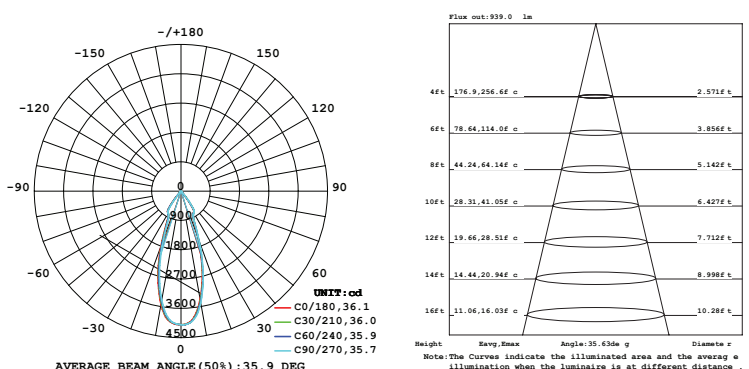 -/+180
-150
150
-120
120
-90
90
-60
60
-30
30
0
0
900
1800
2700
3600
4500
UNIT:cd
C0/180,36.1
C30/210,36.0
C60/240,35.9
C90/270,35.7
AVERAGE BEAM ANGLE(50%):35.9 DEG
Flux out:939.0 lm
4ft 176.9,256.6f c 2.571f t
6ft 78.64,114.0f c 3.856f t
8ft 44.24,64.14f c 5.142f t
10ft 28.31,41.05f c 6.427f t
12ft 19.66,28.51f c 7.712f t
14ft 14.44,20.94f c 8.998f t
16ft 11.06,16.03f c 10.28f t
Height Eavg,Emax Angle:35.63de g Diamete r
Note:The Curves indicate the illuminated area and the averag e
illumination when the luminaire is at different distance .